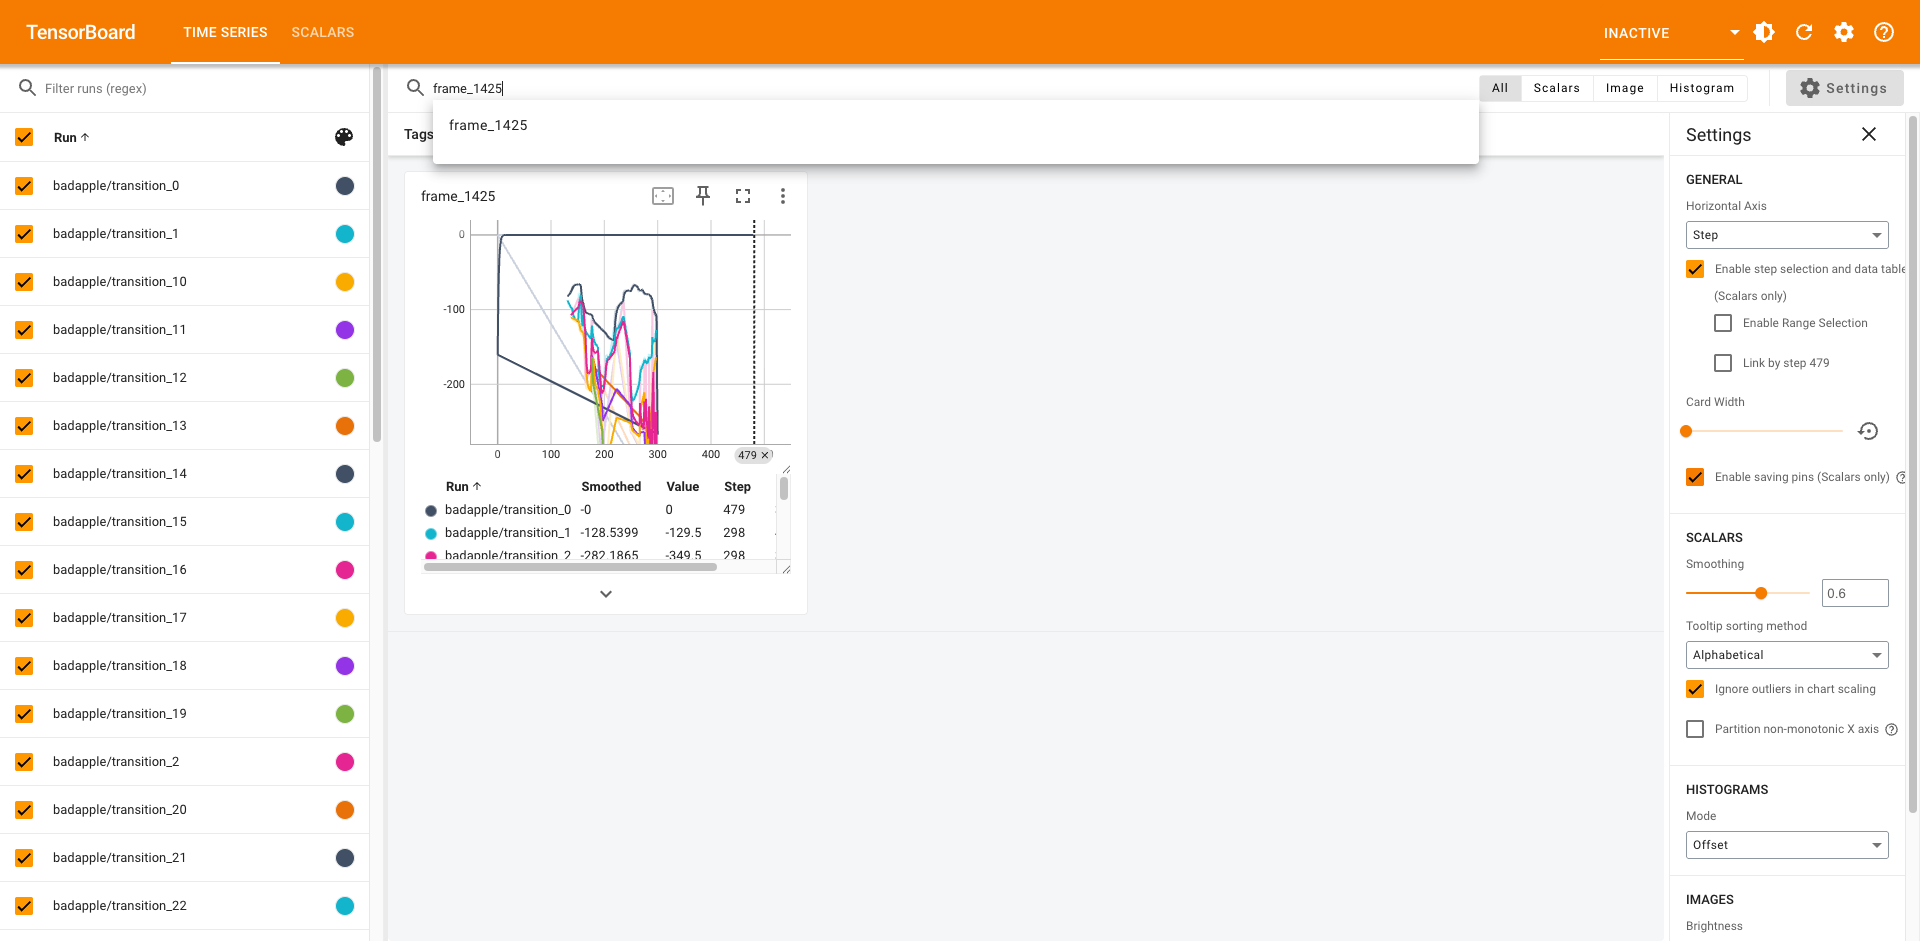 TensorBoard
TIME SERIES
SCALARS
INACTIVE
Filter runs (regex)
Run
badapple/transition_0
badapple/transition_1
badapple/transition_10
badapple/transition_11
badapple/transition_12
badapple/transition_13
badapple/transition_14
badapple/transition_15
badapple/transition_16
badapple/transition_17
badapple/transition_18
badapple/transition_19
badapple/transition_2
badapple/transition_20
badapple/transition_21
badapple/transition_22
frame_1425
All
Scalars
Image
Histogram
Settings
frame_1425
Tags
frame_1425
0
-100
-200
0 100 200 300 400 479
Run Smoothed Value Step
badapple/transition_0 -0 0 479
badapple/transition_1 -128.5399 -129.5 298
badapple/transition_2 -282.1865 -349.5 298
Settings
GENERAL
Horizontal Axis
Step
Enable step selection and data table
(Scalars only)
Enable Range Selection
Link by step 479
Card Width
Enable saving pins (Scalars only)
SCALARS
Smoothing
0.6
Tooltip sorting method
Alphabetical
Ignore outliers in chart scaling
Partition non-monotonic X axis
HISTOGRAMS
Mode
Offset
IMAGES
Brightness